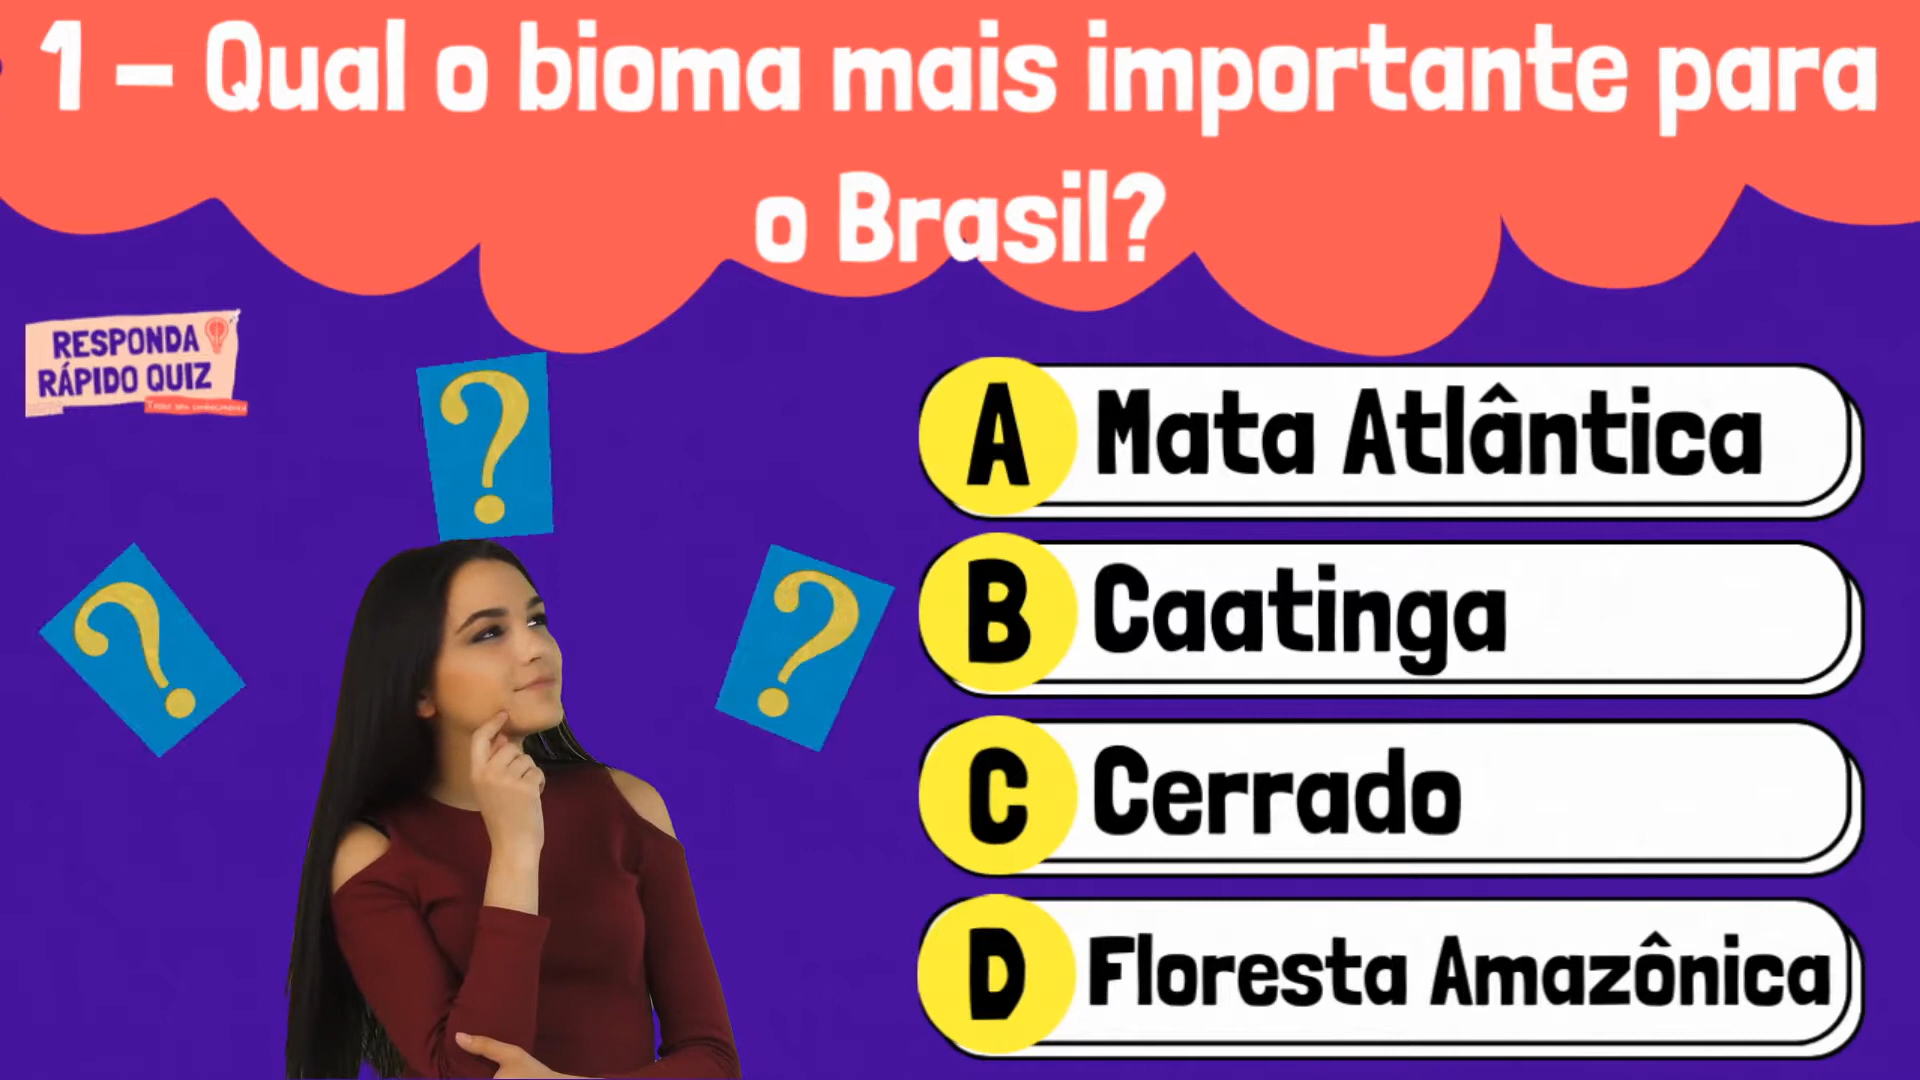 1 – Qual o bioma mais importante para
o Brasil?
RESPONDA
RÁPIDO QUIZ
?
?
?
A Mata Atlântica
B Caatinga
C Cerrado
D Floresta Amazônica